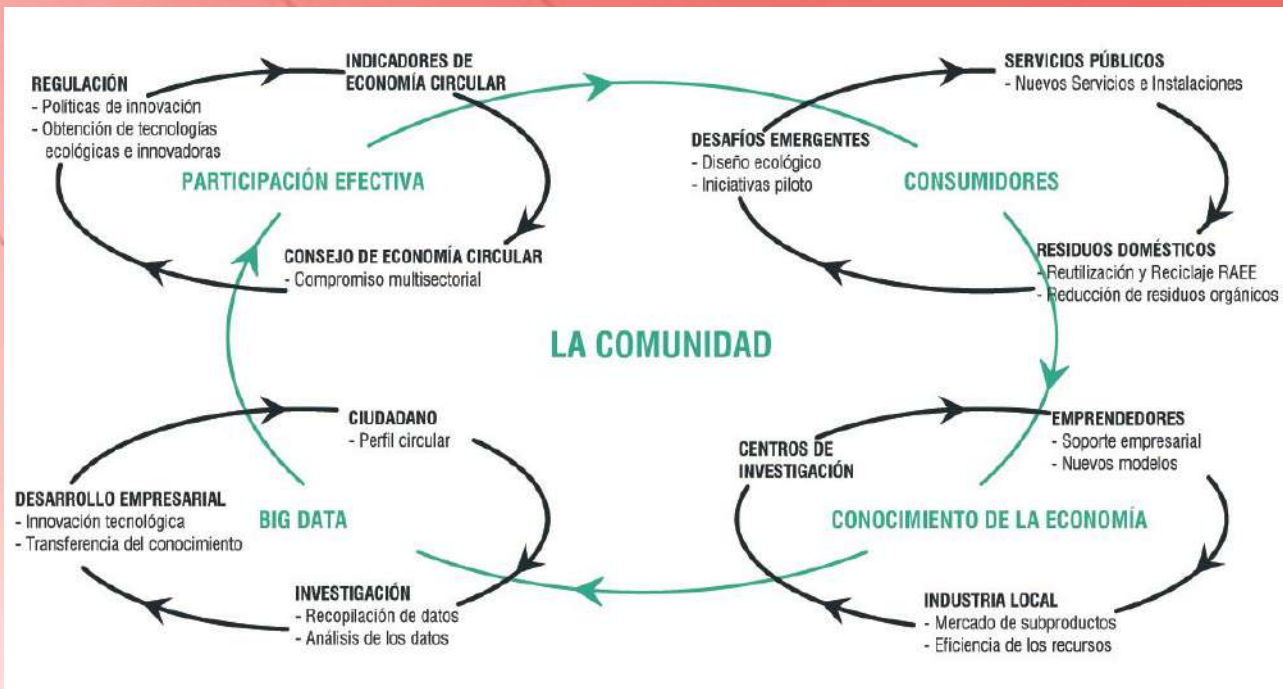 REGULACIÓN
- Políticas de innovación
- Obtención de tecnologías
ecológicas e innovadoras
INDICADORES DE
ECONOMÍA CIRCULAR
PARTICIPACIÓN EFECTIVA
CONSEJO DE ECONOMÍA CIRCULAR
- Compromiso multisectorial
SERVICIOS PÚBLICOS
- Nuevos Servicios e Instalaciones
DESAFÍOS EMERGENTES
- Diseño ecológico
- Iniciativas piloto
CONSUMIDORES
RESIDUOS DOMÉSTICOS
- Reutilización y Reciclaje RAEE
- Reducción de residuos orgánicos
LA COMUNIDAD
CIUDADANO
- Perfil circular
DESARROLLO EMPRESARIAL
- Innovación tecnológica
- Transferencia del conocimiento
BIG DATA
INVESTIGACIÓN
- Recopilación de datos
- Análisis de los datos
EMPRENDEDORES
- Soporte empresarial
- Nuevos modelos
CENTROS DE
INVESTIGACIÓN
CONOCIMIENTO DE LA ECONOMÍA
INDUSTRIA LOCAL
- Mercado de subproductos
- Eficiencia de los recursos